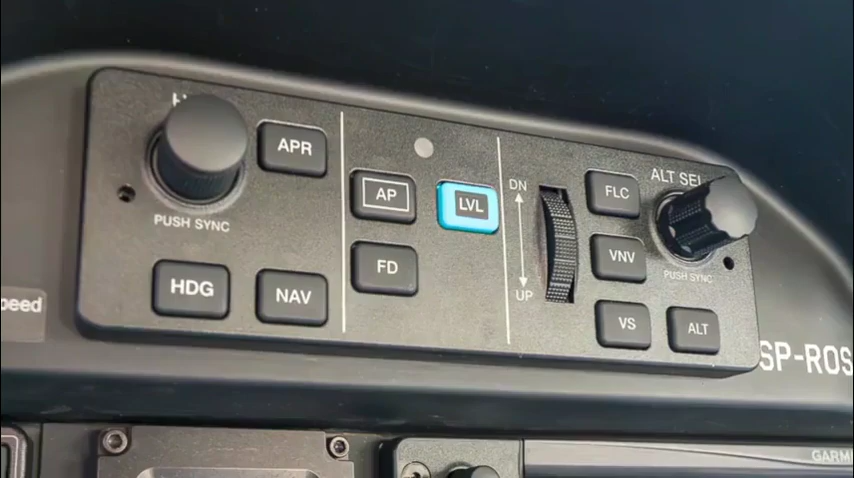 APR
PUSH SYNC
HDG
NAV
AP
LVL
FD
DN
UP
FLC
ALT SEL
VNV
PUSH SYNC
VS
ALT
SP-ROS